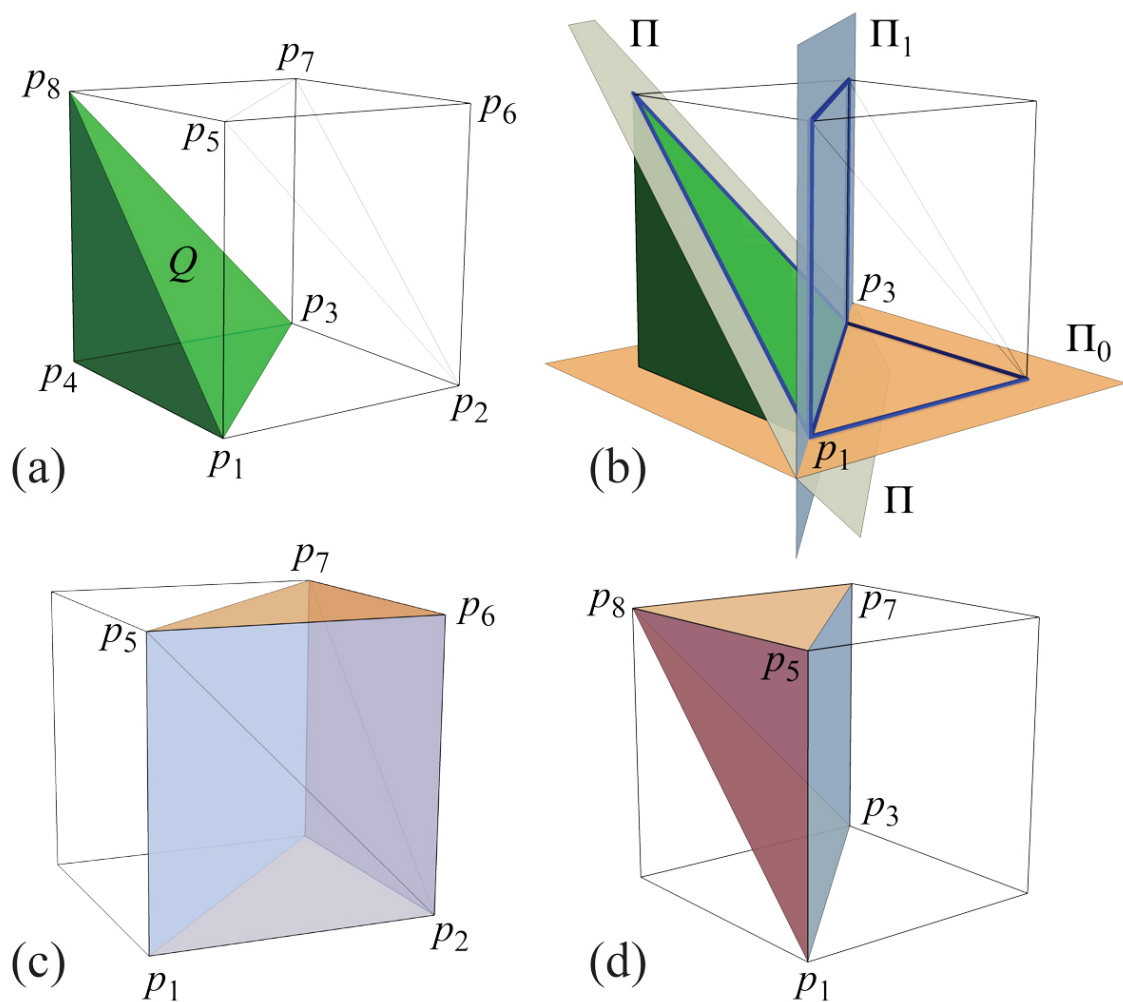 p₇
p₈
p₅
p₆
Q
p₃
p₄
p₂
p₁
(a)
Π
Π₁
p₃
Π₀
p₁
Π
(b)
p₇
p₅
p₆
p₂
p₁
(c)
p₈
p₇
p₅
p₃
p₁
(d)